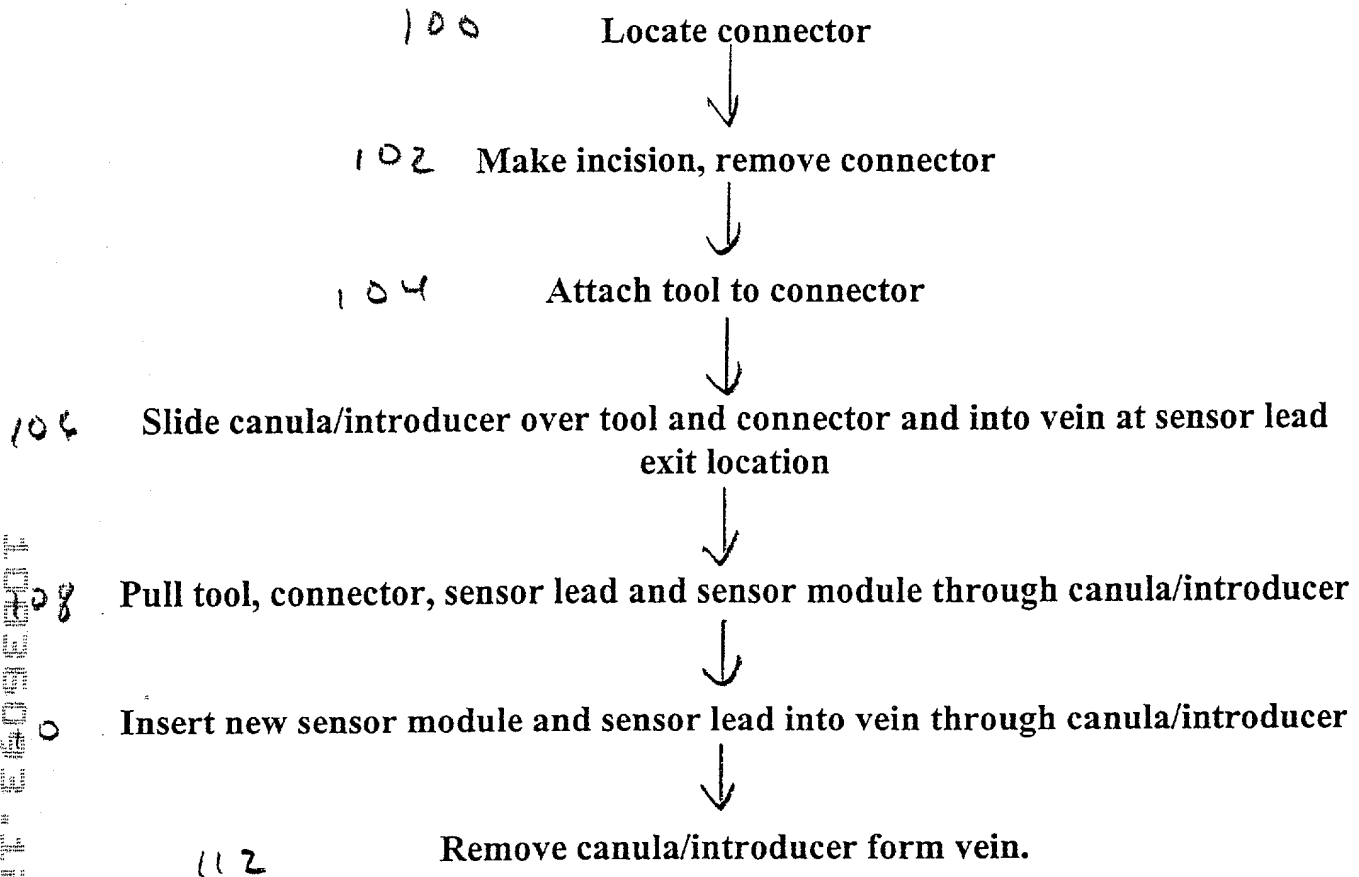 100 Locate connector
102 Make incision, remove connector
104 Attach tool to connector
106 Slide canula/introducer over tool and connector and into vein at sensor lead
exit location
108 Pull tool, connector, sensor lead and sensor module through canula/introducer
Insert new sensor module and sensor lead into vein through canula/introducer
112 Remove canula/introducer form vein.